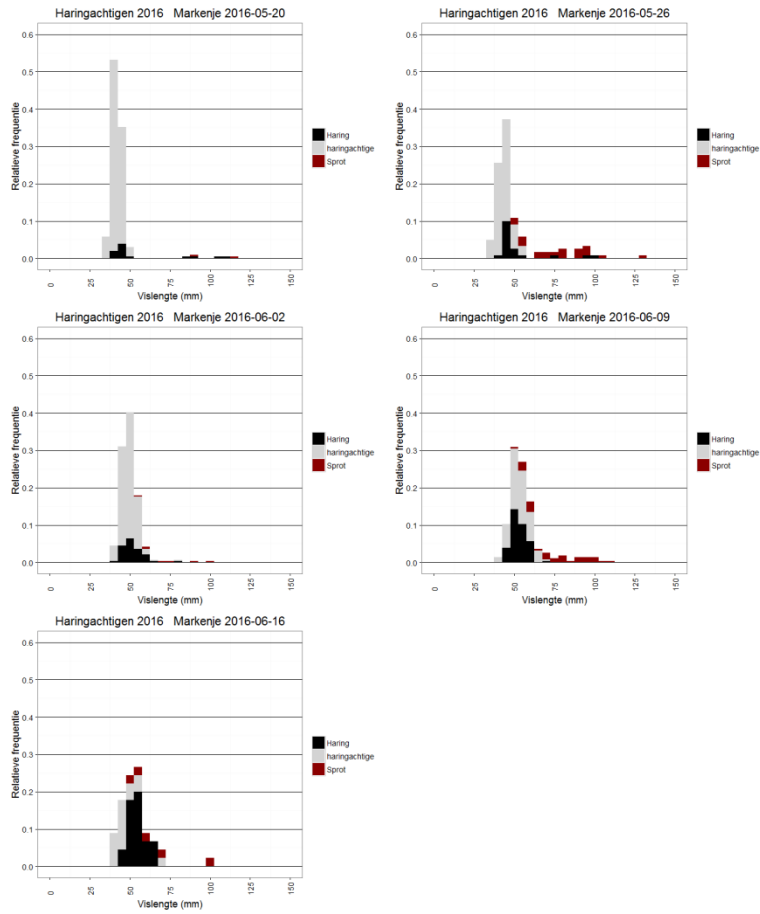 Haringachtigen 2016 Markenje 2016-05-20
Relatieve frequentie
0.6
0.5
0.4
0.3
0.2
0.1
0.0
0 25 50 75 100 125 150
Vislengte (mm)
Haring
haringachtige
Sprot
Haringachtigen 2016 Markenje 2016-05-26
Relatieve frequentie
0.6
0.5
0.4
0.3
0.2
0.1
0.0
0 25 50 75 100 125 150
Vislengte (mm)
Haring
haringachtige
Sprot
Haringachtigen 2016 Markenje 2016-06-02
Relatieve frequentie
0.6
0.5
0.4
0.3
0.2
0.1
0.0
0 25 50 75 100 125 150
Vislengte (mm)
Haring
haringachtige
Sprot
Haringachtigen 2016 Markenje 2016-06-09
Relatieve frequentie
0.6
0.5
0.4
0.3
0.2
0.1
0.0
0 25 50 75 100 125 150
Vislengte (mm)
Haring
haringachtige
Sprot
Haringachtigen 2016 Markenje 2016-06-16
Relatieve frequentie
0.6
0.5
0.4
0.3
0.2
0.1
0.0
0 25 50 75 100 125 150
Vislengte (mm)
Haring
haringachtige
Sprot